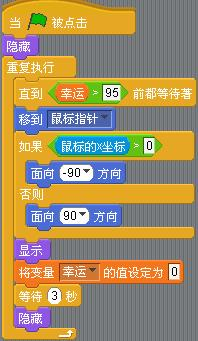 当 被点击
隐藏
重复执行
直到 幸运 > 95 前都等待著
移到 鼠标指针
如果 鼠标的x坐标 > 0
面向 -90 方向
否则
面向 90 方向
显示
将变量 幸运 的值设定为 0
等待 3 秒
隐藏